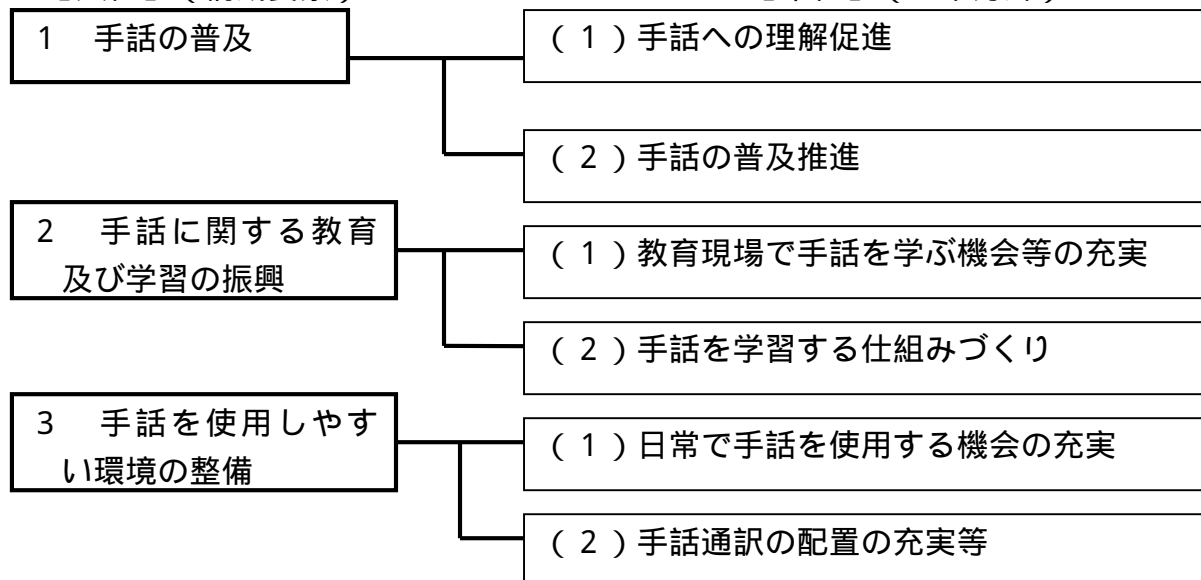 1　手話の普及
(1)手話への理解促進
(2)手話の普及推進
2　手話に関する教育
及び学習の振興
(1)教育現場で手話を学ぶ機会等の充実
(2)手話を学習する仕組みづくり
3　手話を使用しやす
い環境の整備
(1)日常で手話を使用する機会の充実
(2)手話通訳の配置の充実等